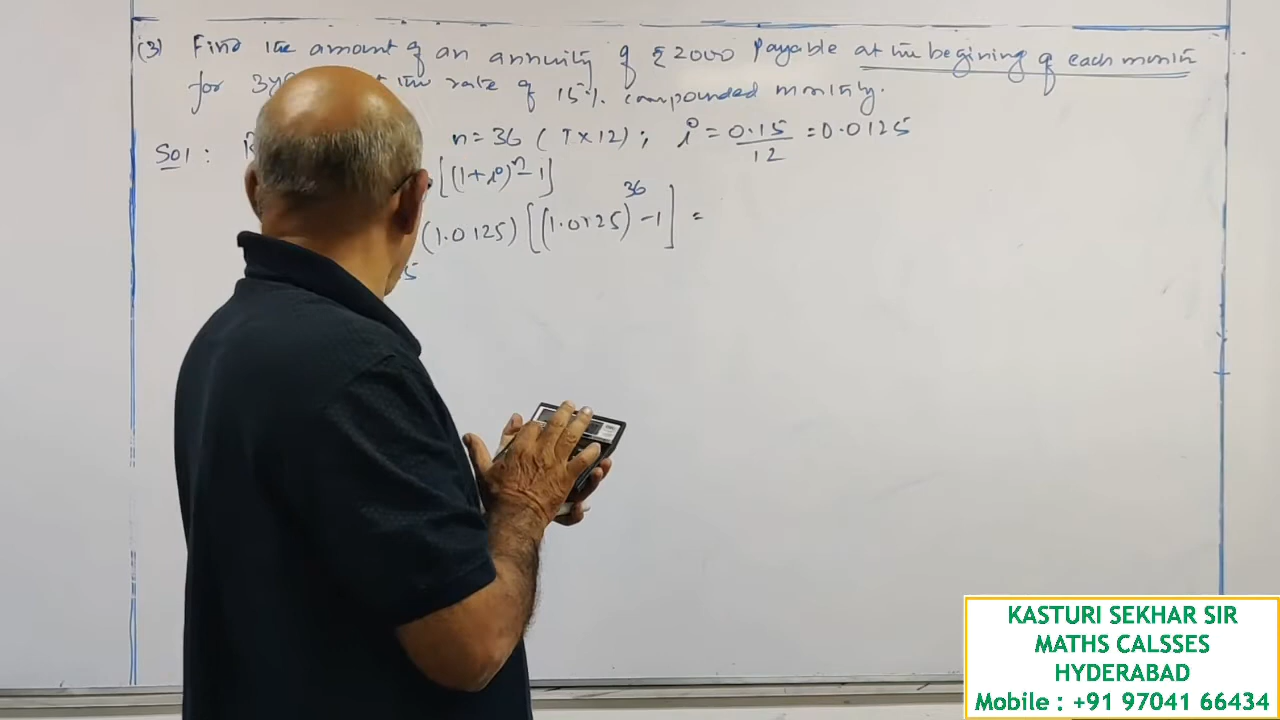 (3) Find the amount of an annuity of ₹2000 payable at the begining of each month
for 3y the rate of 15% compounded monthly.
Sol : R n = 36 ( T x 12 ) ; i = 0.15/12 = 0.0125
[(1+i)^n - 1]
(1.0125) [(1.0125)^36 - 1] =
5
KASTURI SEKHAR SIR
MATHS CALSSES
HYDERABAD
Mobile : +91 97041 66434